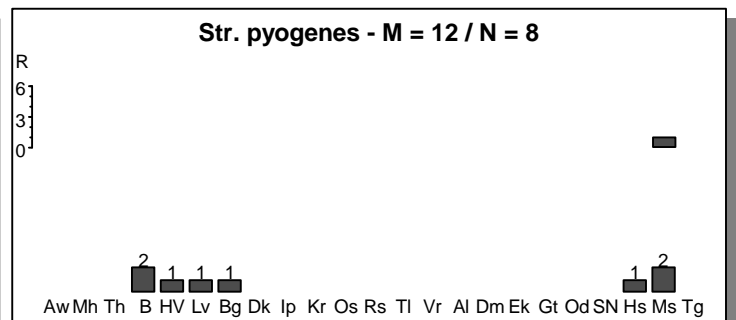 Str. pyogenes - M = 12 / N = 8
R
6
3
0
2 1 1 1 1 2
Aw Mh Th B HV Lv Bg Dk Ip Kr Os Rs Tl Vr Al Dm Ek Gt Od SN Hs Ms Tg